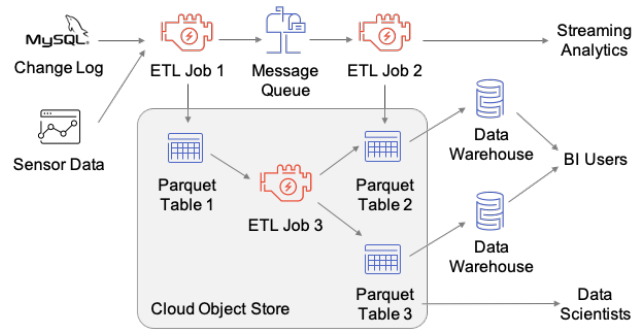 MySQL
Change Log
ETL Job 1
Message
Queue
ETL Job 2
Streaming
Analytics
Sensor Data
Parquet
Table 1
ETL Job 3
Parquet
Table 2
Data
Warehouse
BI Users
Data
Warehouse
Parquet
Table 3
Cloud Object Store
Data
Scientists